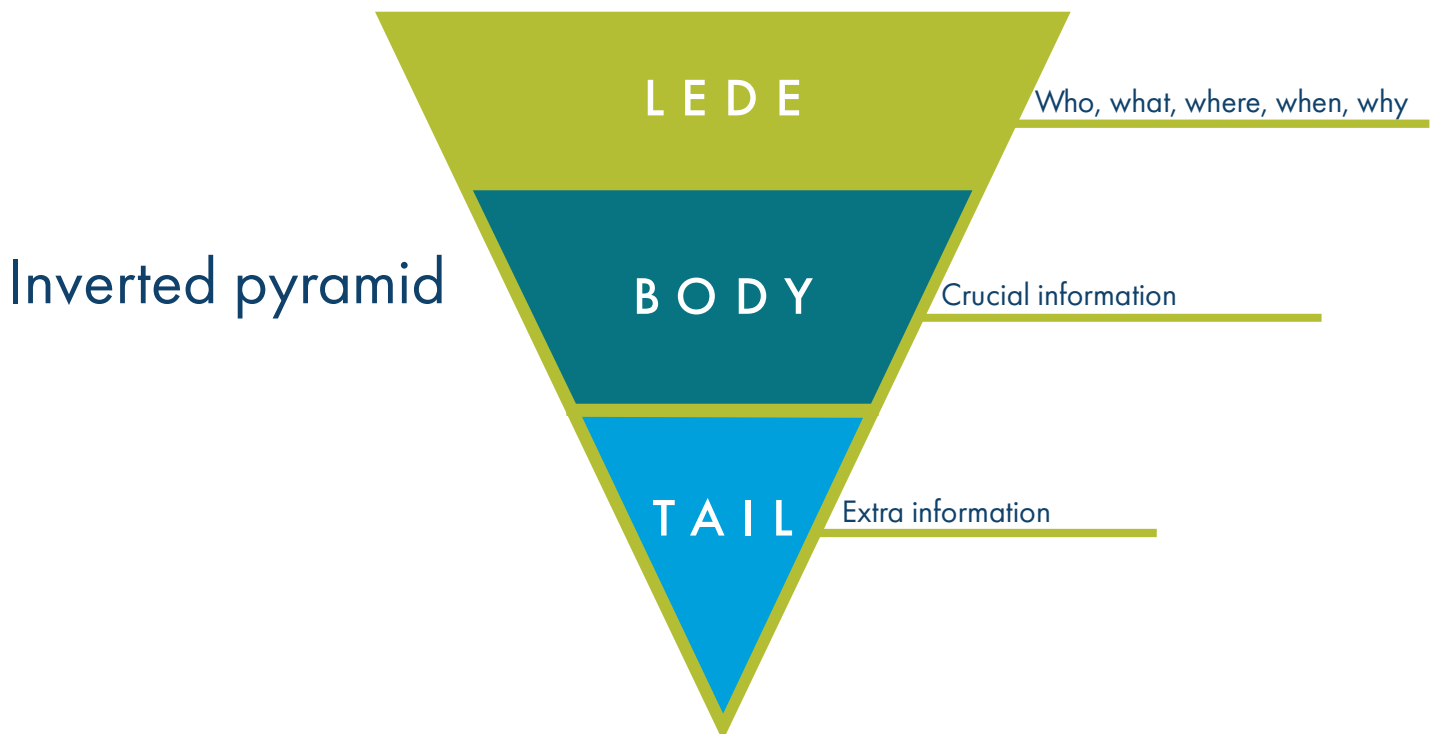 LEDE
Who, what, where, when, why
Inverted pyramid
BODY
Crucial information
TAIL
Extra information